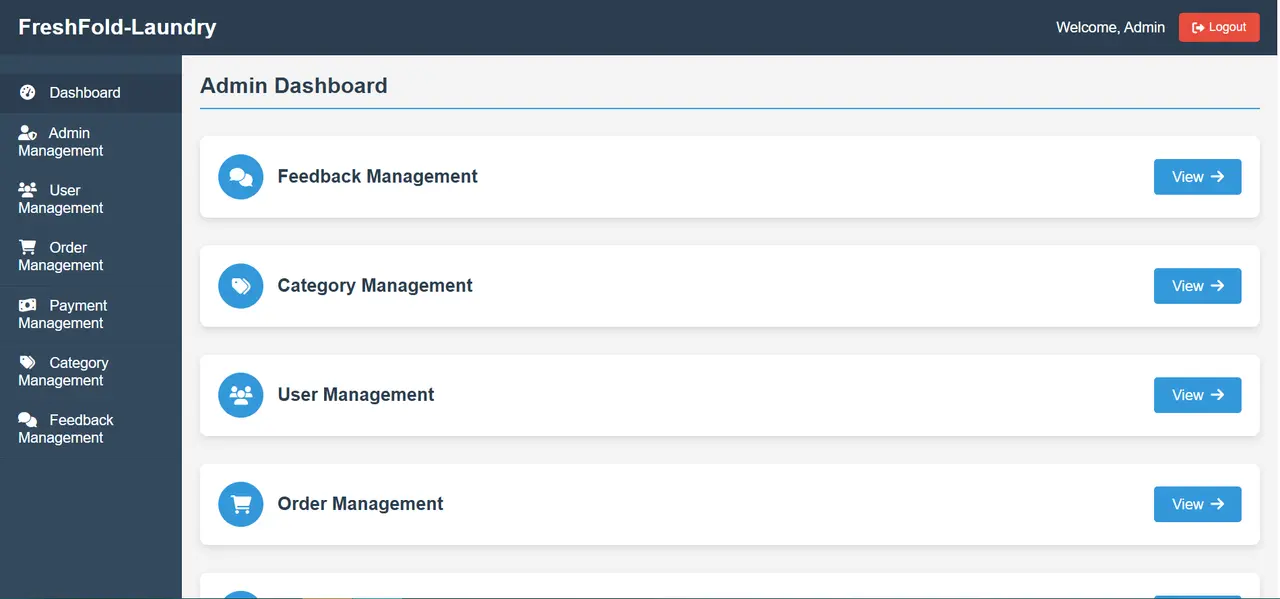 FreshFold-Laundry
Welcome, Admin
Logout
Dashboard
Admin
Management
User
Management
Order
Management
Payment
Management
Category
Management
Feedback
Management
Admin Dashboard
Feedback Management
View
Category Management
View
User Management
View
Order Management
View